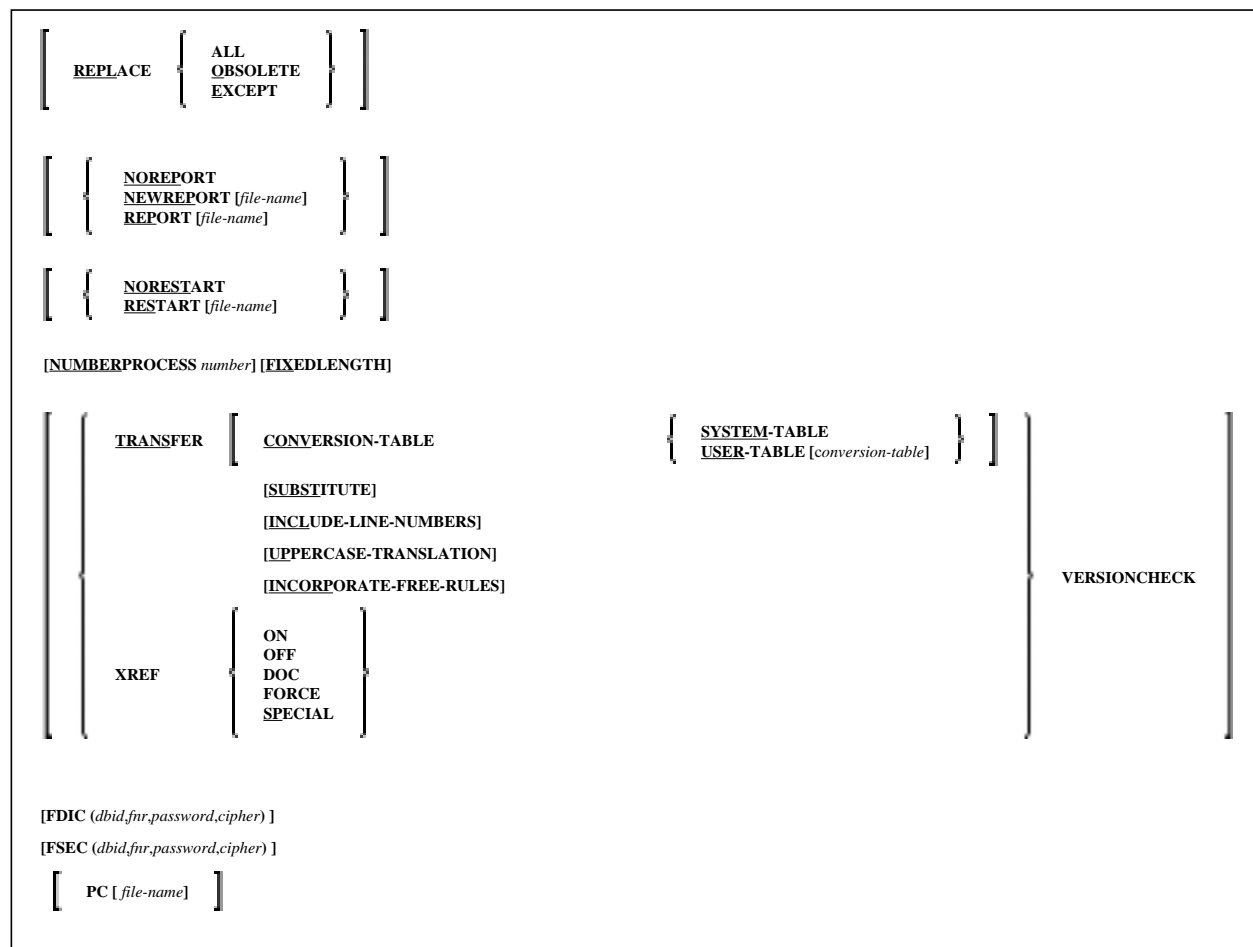 ALL
REPLACE OBSOLETE
EXCEPT
NOREPORT
NEWREPORT [file-name]
REPORT [file-name]
NORESTART
RESTART [file-name]
[NUMBERPROCESS number] [FIXEDLENGTH]
TRANSFER CONVERSION-TABLE SYSTEM-TABLE
USER-TABLE [conversion-table]
[SUBSTITUTE]
[INCLUDE-LINE-NUMBERS]
[UPPERCASE-TRANSLATION]
[INCORPORATE-FREE-RULES]
VERSIONCHECK
ON
OFF
XREF DOC
FORCE
SPECIAL
[FDIC (dbid,fnr,password,cipher) ]
[FSEC (dbid,fnr,password,cipher) ]
PC [ file-name]